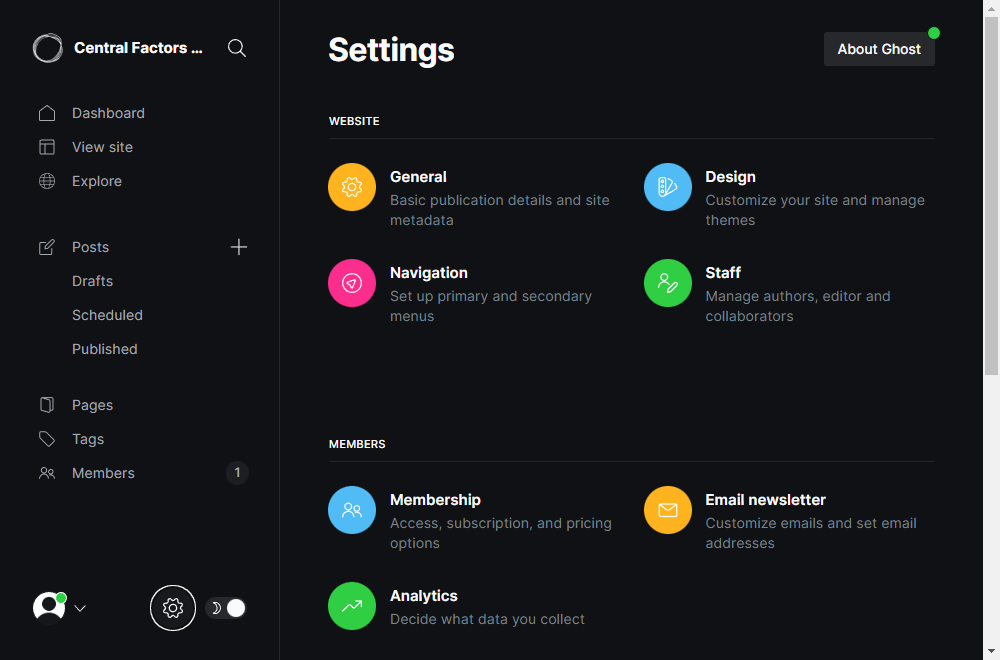 Central Factors ...
Dashboard
View site
Explore
Posts
Drafts
Scheduled
Published
Pages
Tags
Members
1
Settings
About Ghost
WEBSITE
General
Basic publication details and site
metadata
Design
Customize your site and manage
themes
Navigation
Set up primary and secondary
menus
Staff
Manage authors, editor and
collaborators
MEMBERS
Membership
Access, subscription, and pricing
options
Email newsletter
Customize emails and set email
addresses
Analytics
Decide what data you collect